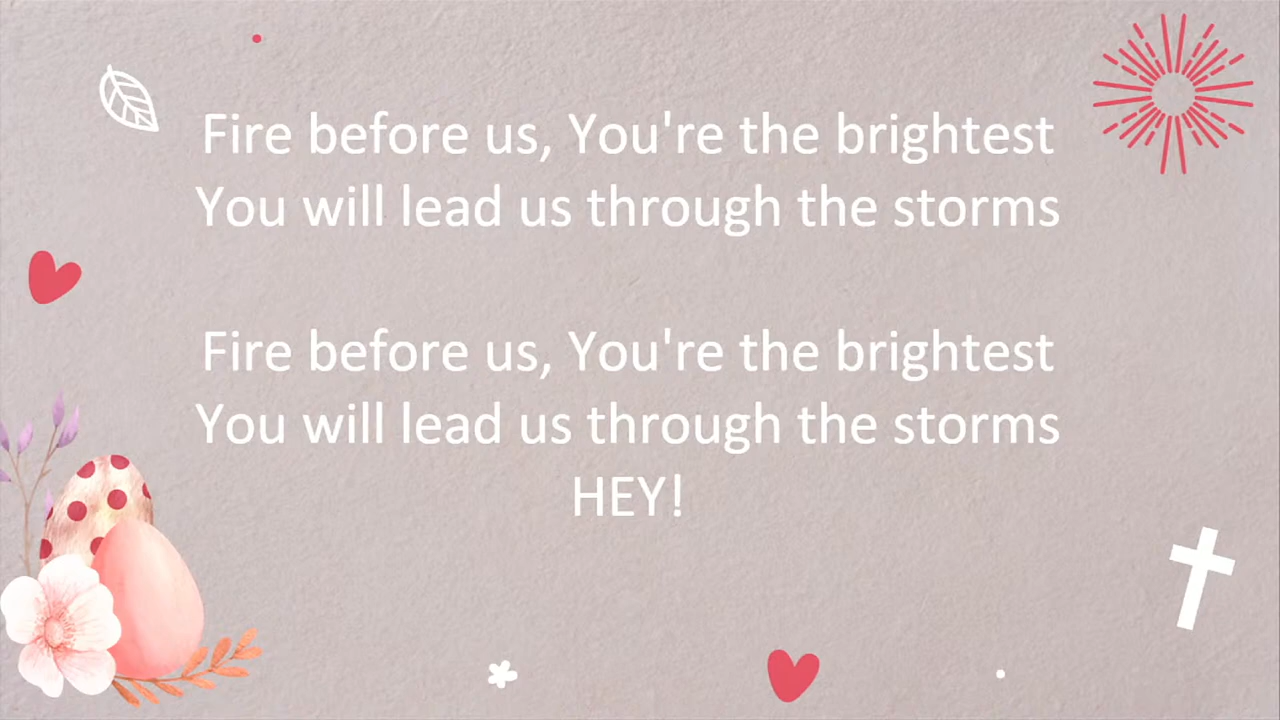 Fire before us, You're the brightest
You will lead us through the storms
Fire before us, You're the brightest
You will lead us through the storms
HEY!